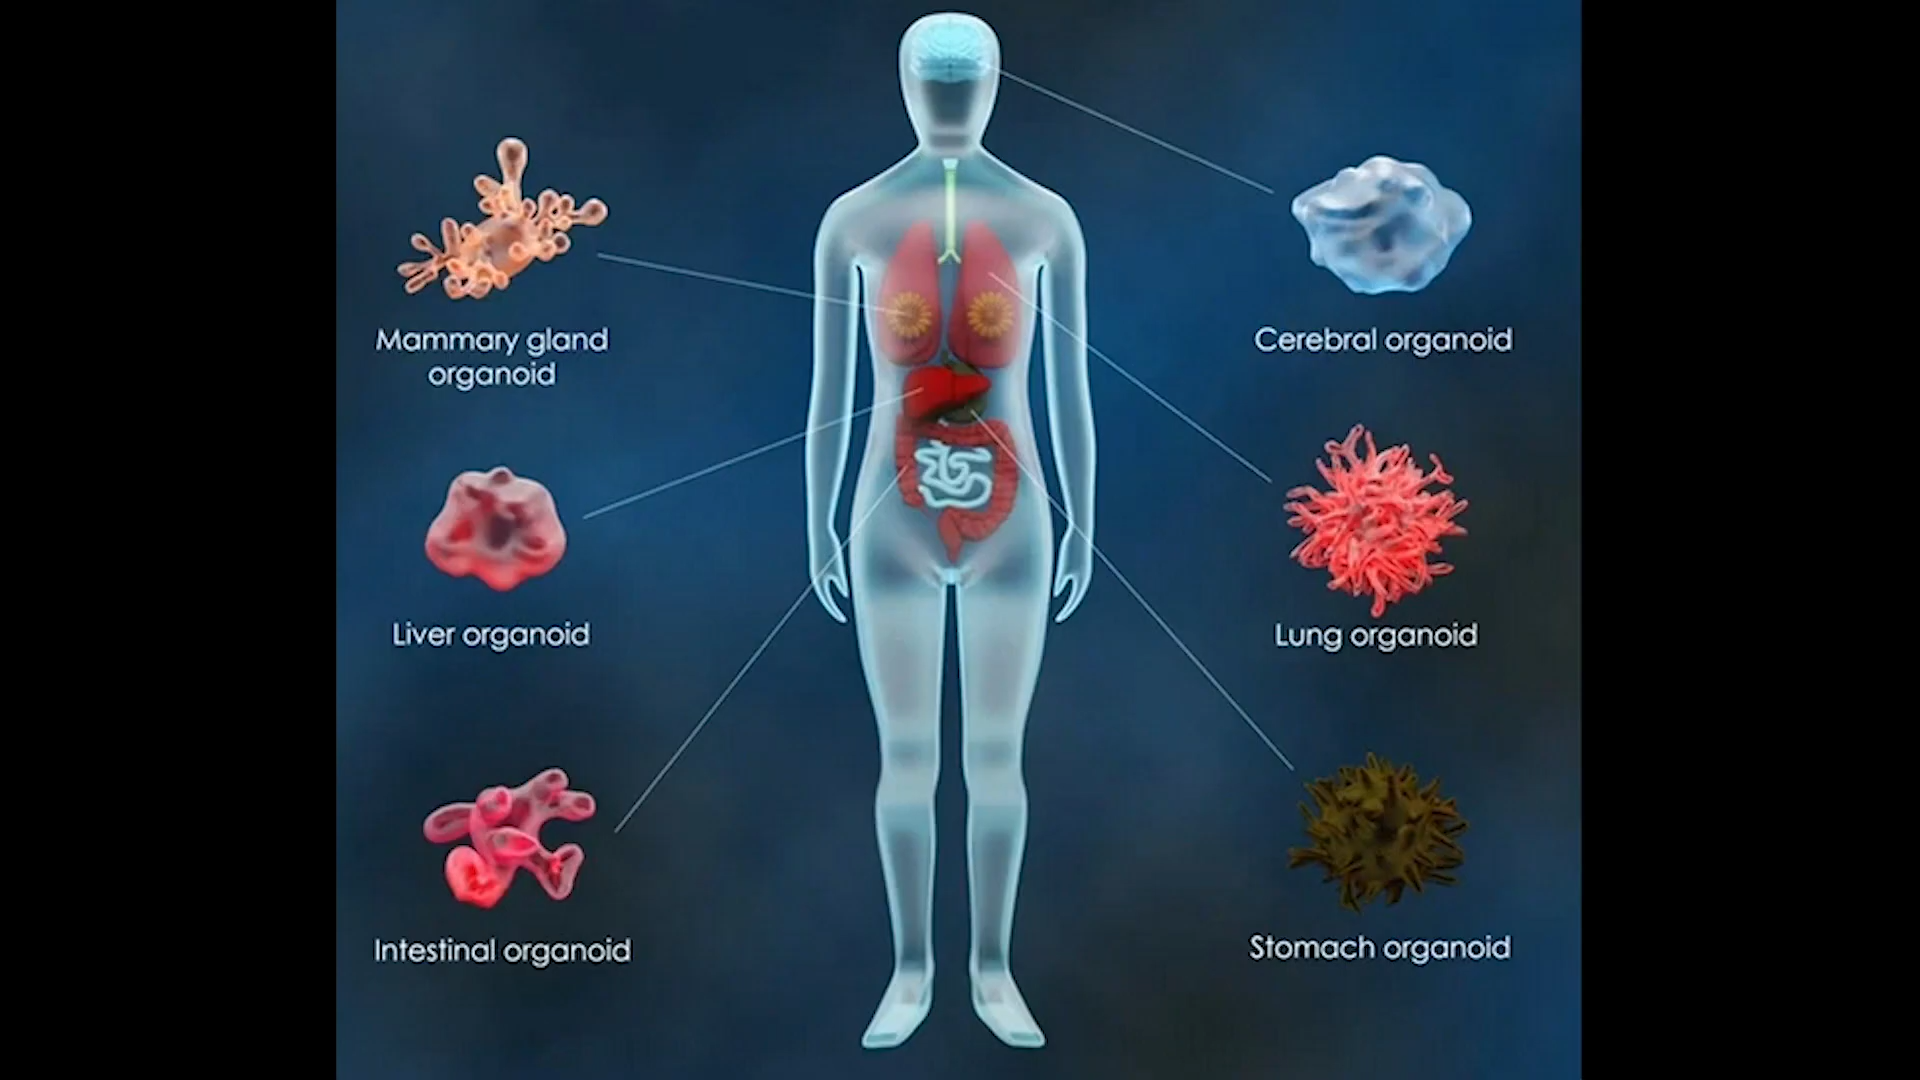 Mammary gland
organoid
Cerebral organoid
Liver organoid
Lung organoid
Intestinal organoid
Stomach organoid